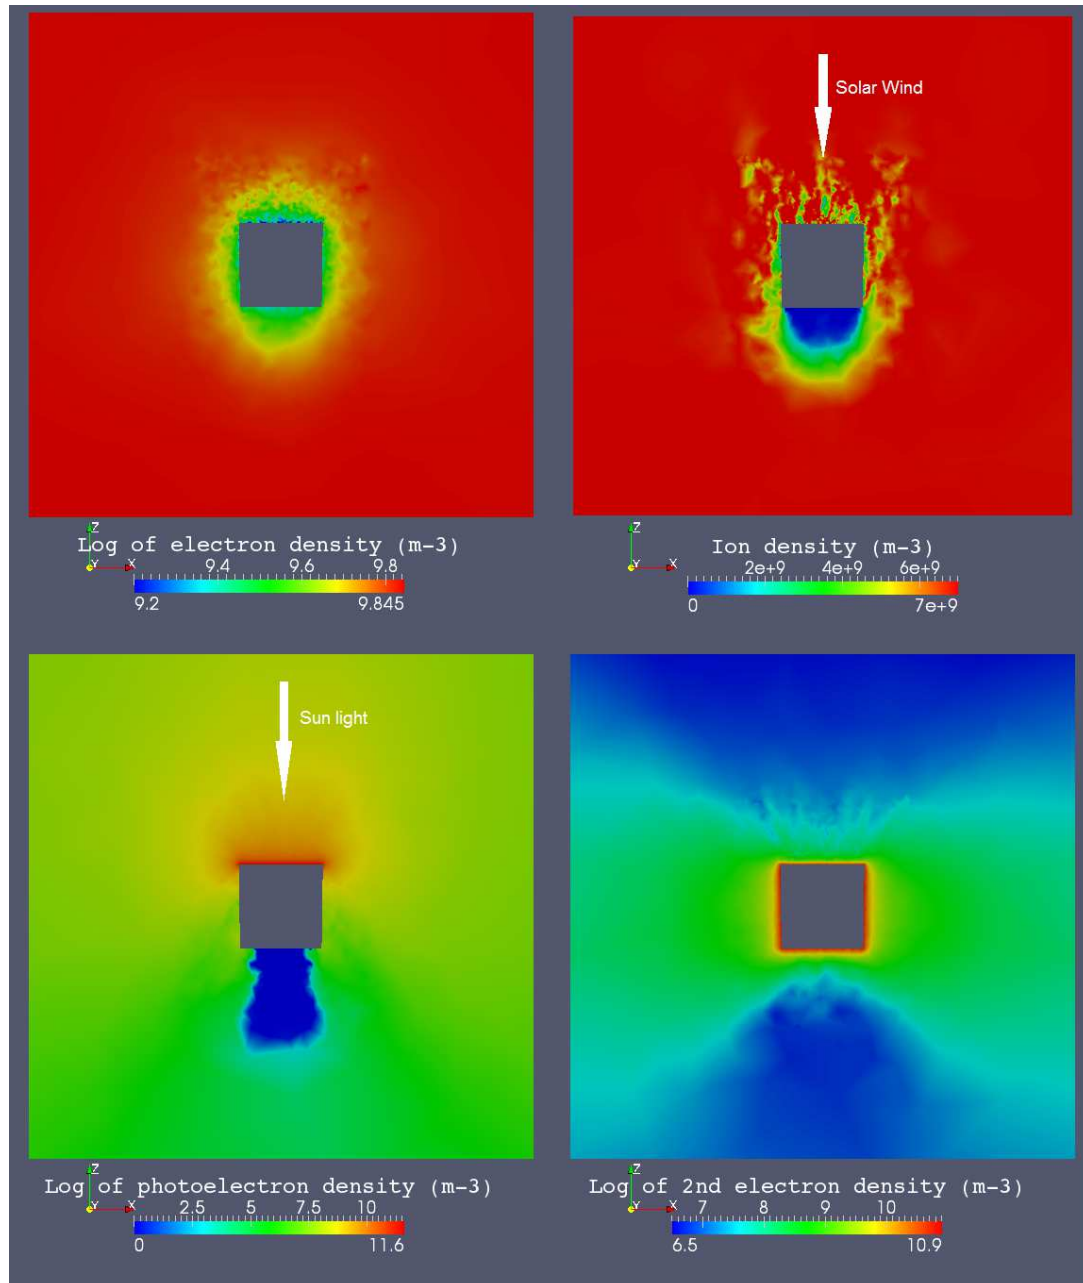 Solar Wind
Z
Log of electron density (m-3)
Y X
9.4 9.6 9.8
9.2 9.845
Z
Ion density (m-3)
Y X
2e+9 4e+9 6e+9
0 7e+9
Sun light
Z
Log of photoelectron density (m-3)
Y X
2.5 5 7.5 10
0 11.6
Z
Log of 2nd electron density (m-3)
Y X
7 8 9 10
6.5 10.9